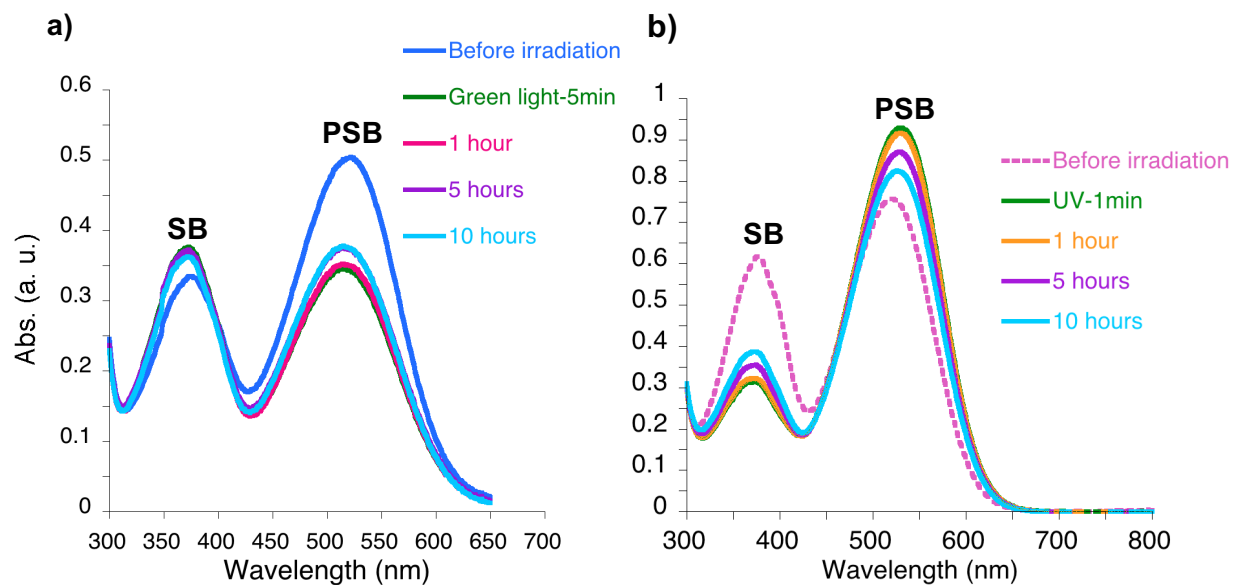 a)
Before irradiation
Green light-5min
1 hour
5 hours
10 hours
SB
PSB
0.6
0.5
0.4
0.3
0.2
0.1
0
Abs. (a. u.)
300 350 400 450 500 550 600 650 700
Wavelength (nm)
b)
PSB
SB
Before irradiation
UV-1min
1 hour
5 hours
10 hours
1
0.9
0.8
0.7
0.6
0.5
0.4
0.3
0.2
0.1
0
300 400 500 600 700 800
Wavelength (nm)